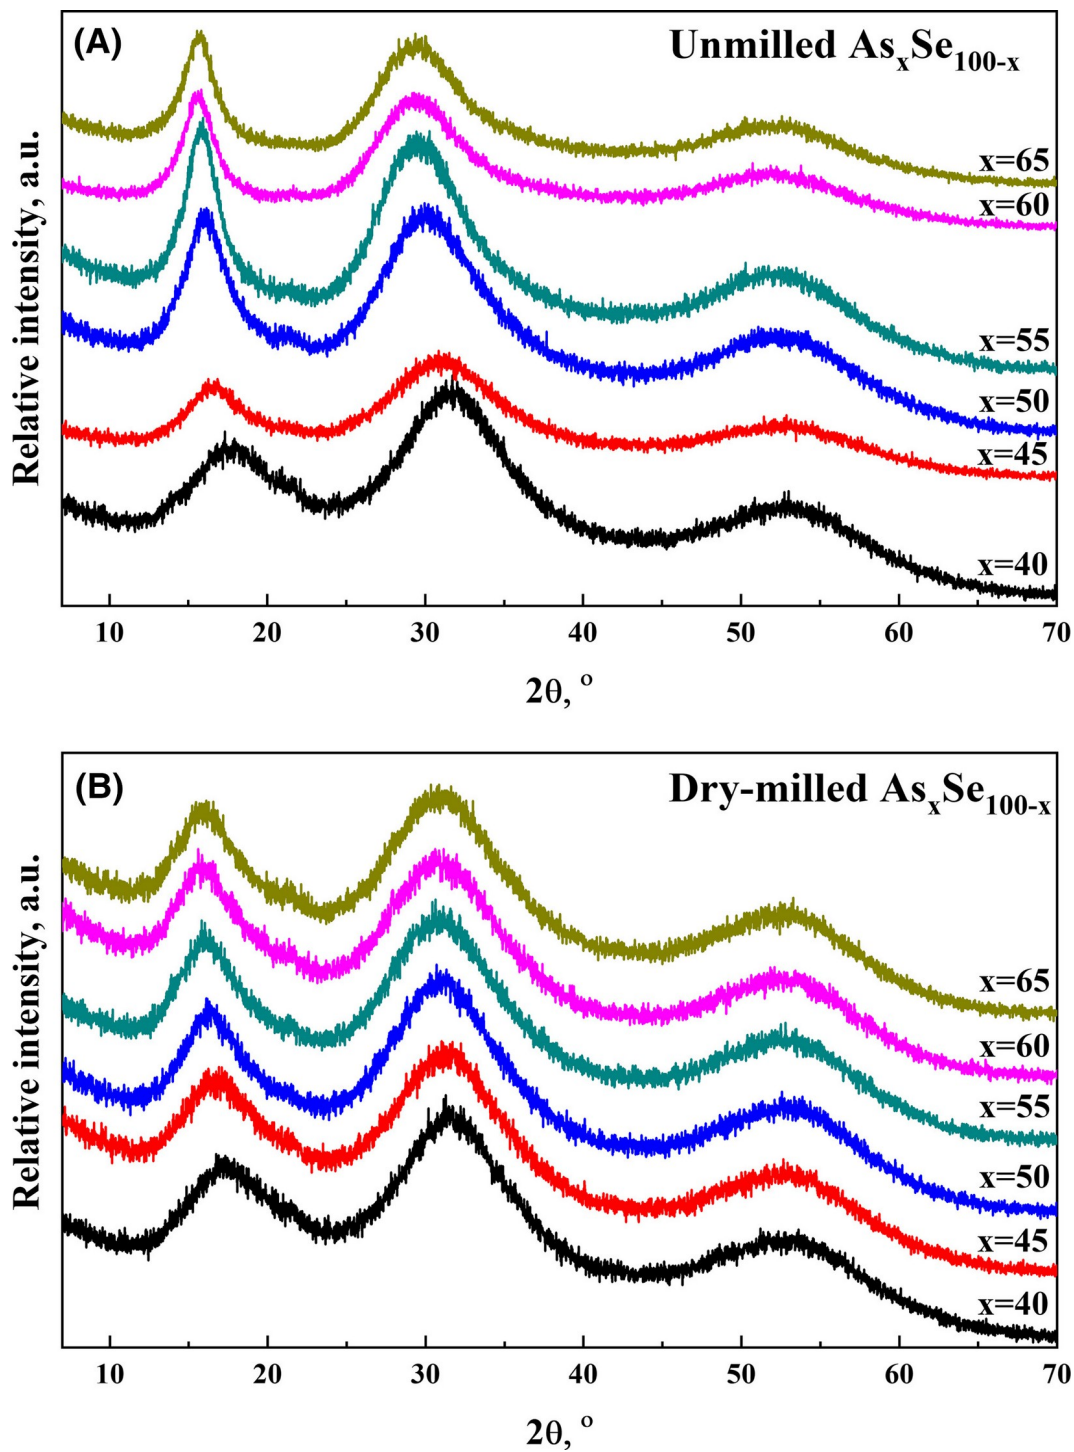 (A)
Unmilled AsₓSe₁₀₀₋ₓ
Relative intensity, a.u.
x=65
x=60
x=55
x=50
x=45
x=40
10 20 30 40 50 60 70
2θ, °
(B)
Dry-milled AsₓSe₁₀₀₋ₓ
Relative intensity, a.u.
x=65
x=60
x=55
x=50
x=45
x=40
10 20 30 40 50 60 70
2θ, °